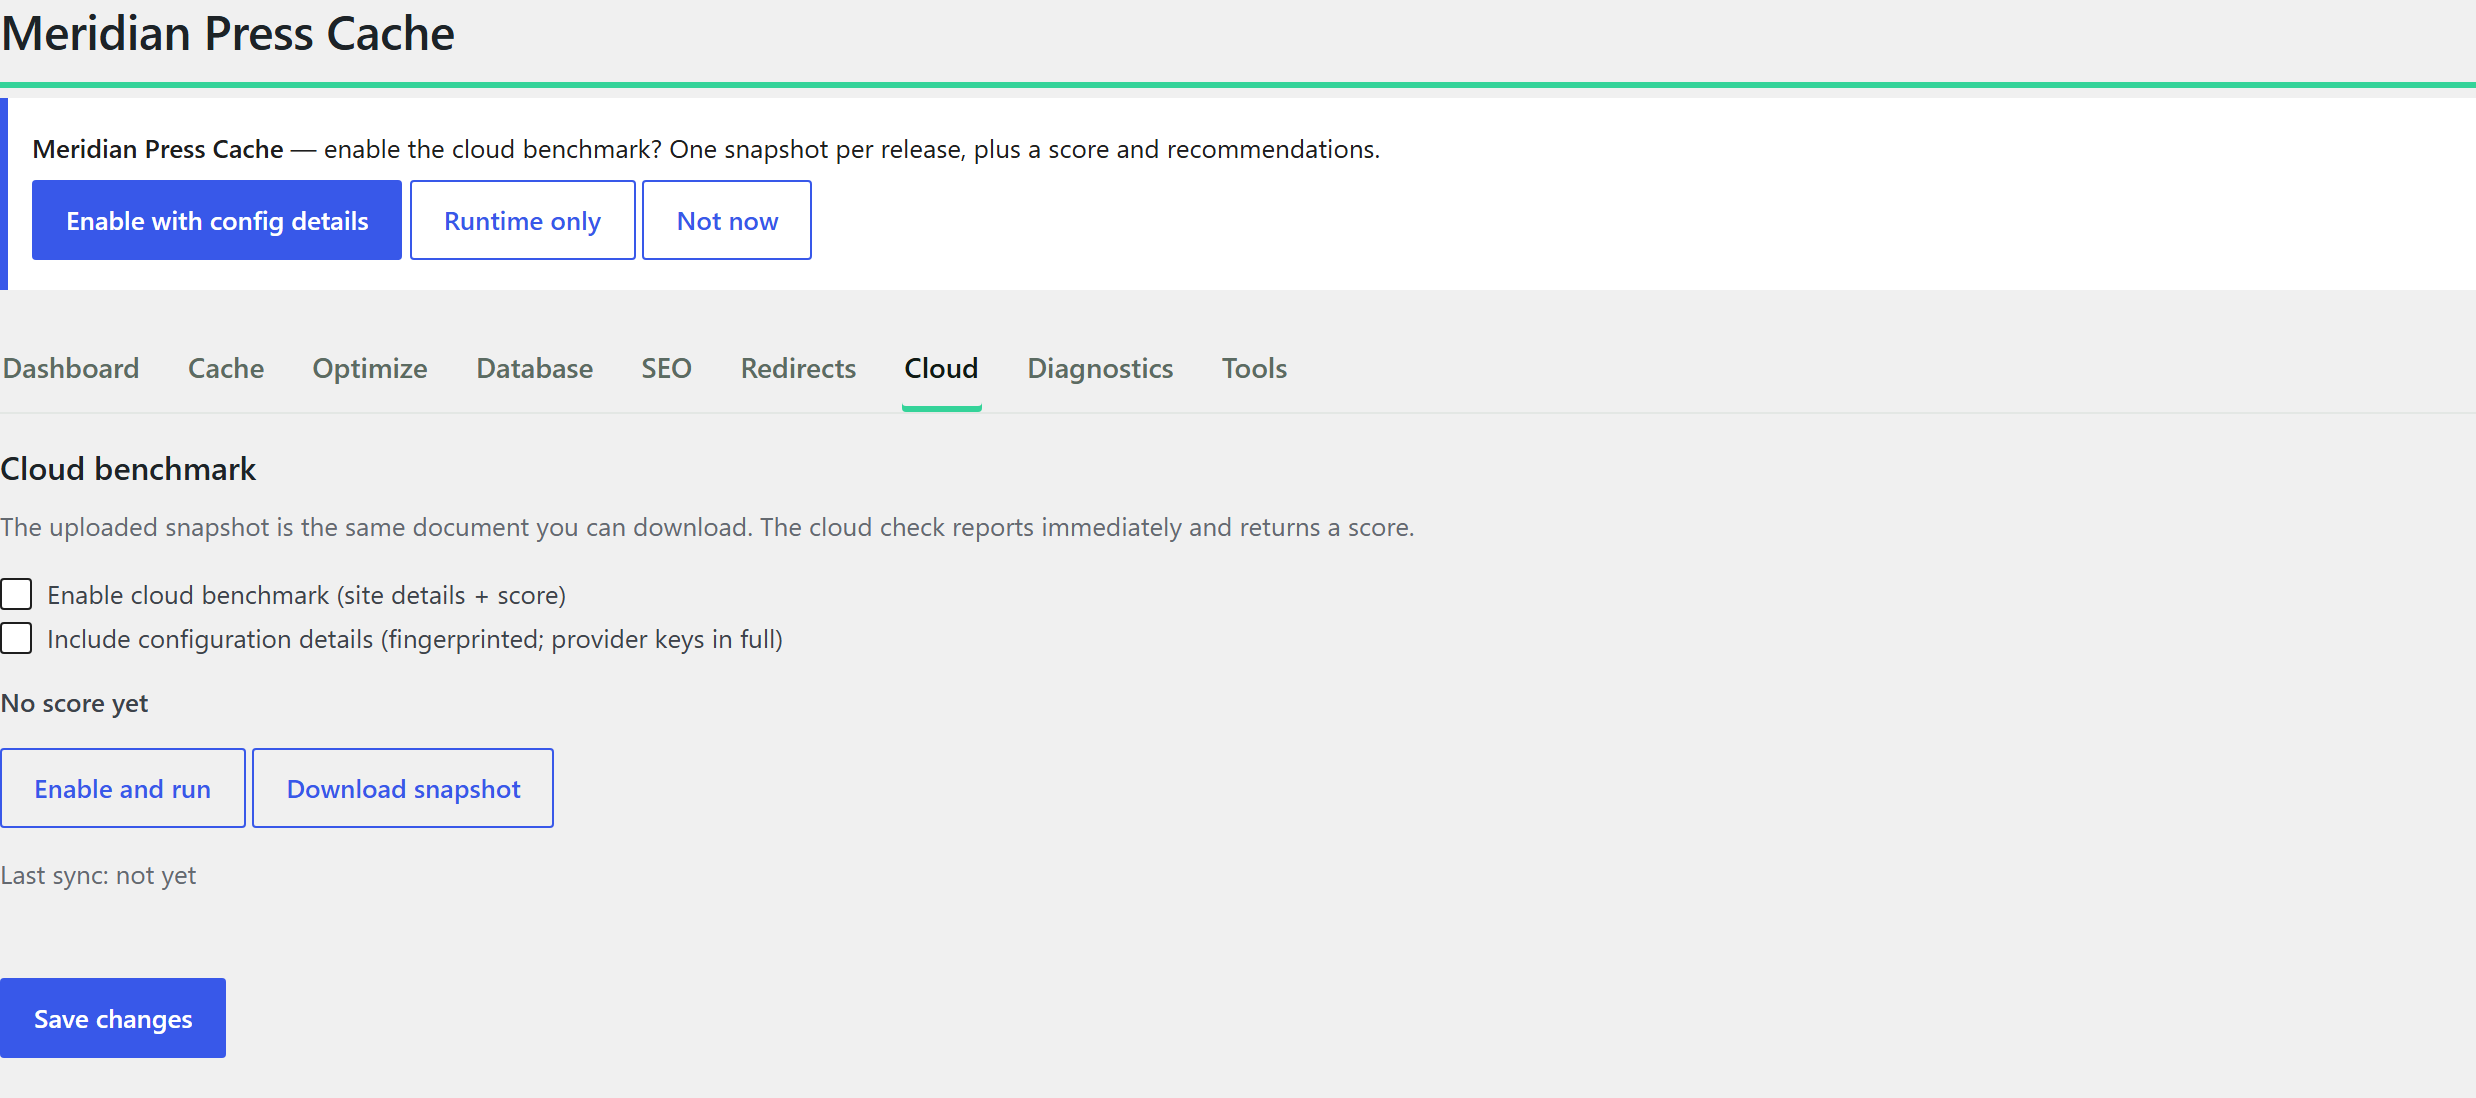 Meridian Press Cache
Meridian Press Cache — enable the cloud benchmark? One snapshot per release, plus a score and recommendations.
Enable with config details Runtime only Not now
Dashboard Cache Optimize Database SEO Redirects Cloud Diagnostics Tools
Cloud benchmark
The uploaded snapshot is the same document you can download. The cloud check reports immediately and returns a score.
Enable cloud benchmark (site details + score)
Include configuration details (fingerprinted; provider keys in full)
No score yet
Enable and run Download snapshot
Last sync: not yet
Save changes